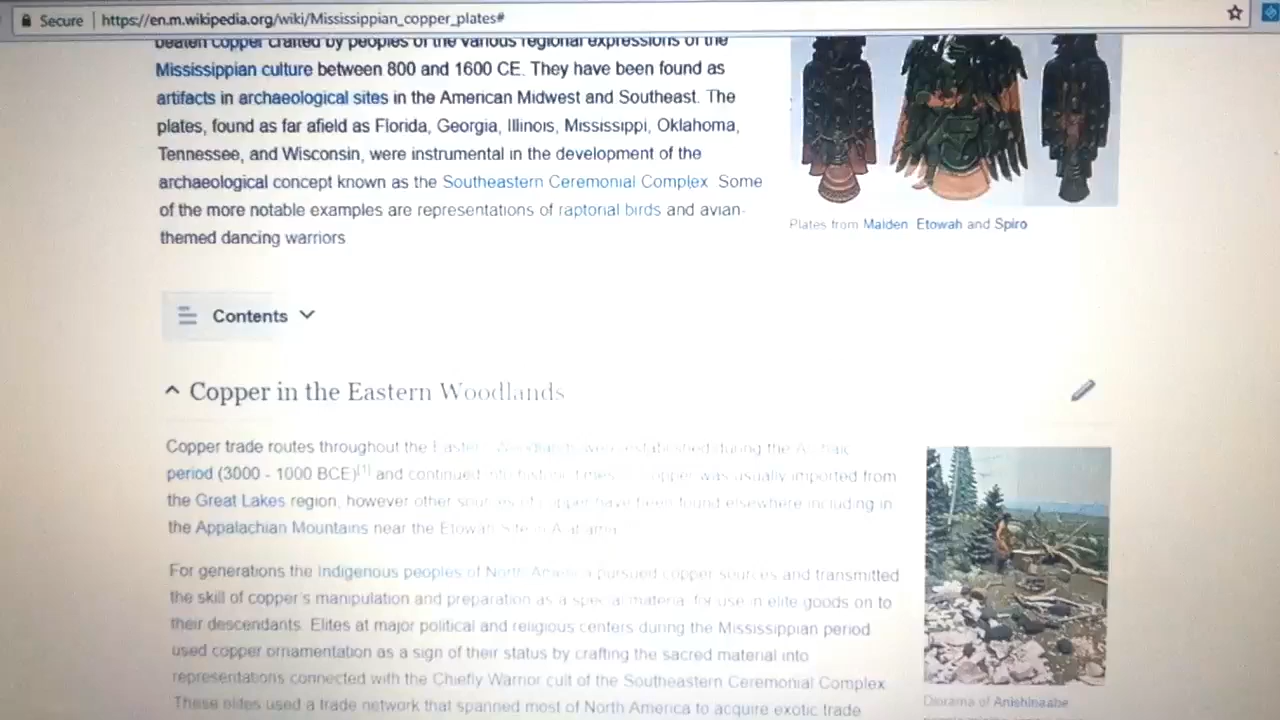 Secure https://en.m.wikipedia.org/wiki/Mississippian_copper_plates#
beaten copper crafted by peoples of the various regional expressions of the
Mississippian culture between 800 and 1600 CE. They have been found as
artifacts in archaeological sites in the American Midwest and Southeast. The
plates, found as far afield as Florida, Georgia, Illinois, Mississippi, Oklahoma,
Tennessee, and Wisconsin, were instrumental in the development of the
archaeological concept known as the Southeastern Ceremonial Complex. Some
of the more notable examples are representations of raptorial birds and avian-
themed dancing warriors
Plates from Malden, Etowah and Spiro
Contents
Copper in the Eastern Woodlands
Copper trade routes throughout the Eastern Woodlands were established during the Archaic
period (3000 - 1000 BCE)[1] and continued into historic times. Copper was usually imported from
the Great Lakes region, however other sources of copper have been found elsewhere including in
the Appalachian Mountains near the Etowah Site in Alabama
For generations the Indigenous peoples of North America pursued copper sources and transmitted
the skill of copper's manipulation and preparation as a special material for use in elite goods on to
their descendants. Elites at major political and religious centers during the Mississippian period
used copper ornamentation as a sign of their status by crafting the sacred material into
representations connected with the Chiefly Warrior cult of the Southeastern Ceremonial Complex
These elites used a trade network that spanned most of North America to acquire exotic trade
Diorama of Anishinaabe